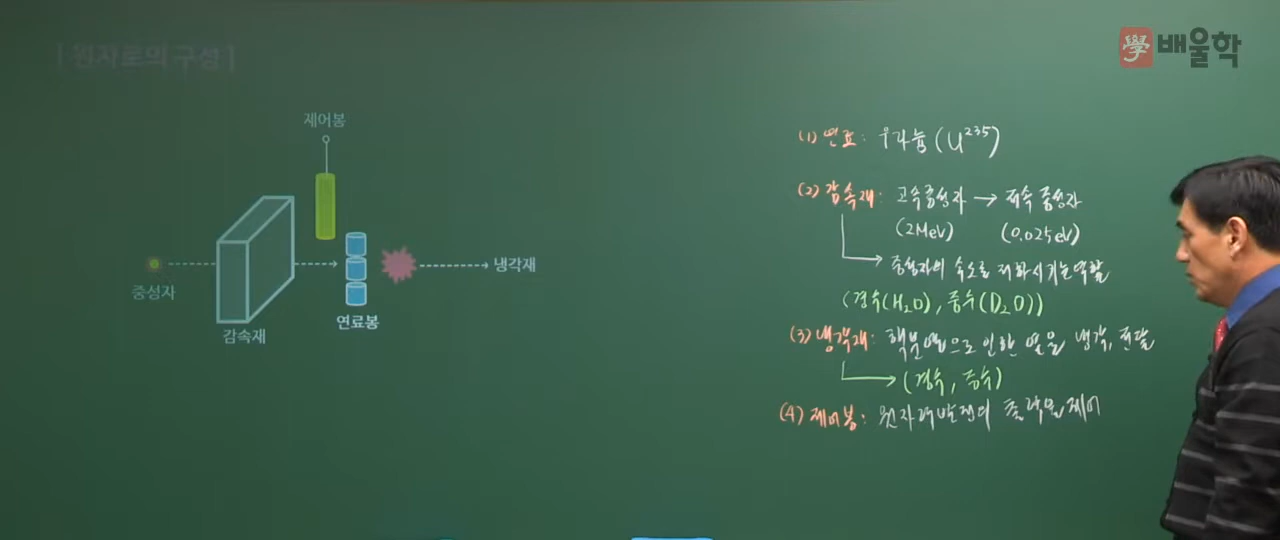 [원자로의 구성]
學 배울학
제어봉
중성자
감속재
연료봉
냉각재
(1) 연료: 우라늄(U²³⁵)
(2) 감속재: 고속중성자 → 저속 중성자
(2MeV) (0.025eV)
중성자의 속도를 저하시키는 역할
(경수(H₂O), 중수(D₂O))
(3) 냉각재: 핵분열으로 인한 열을 냉각, 전달
(경수, 중수)
(4) 제어봉: 원자력발전의 출력을 제어